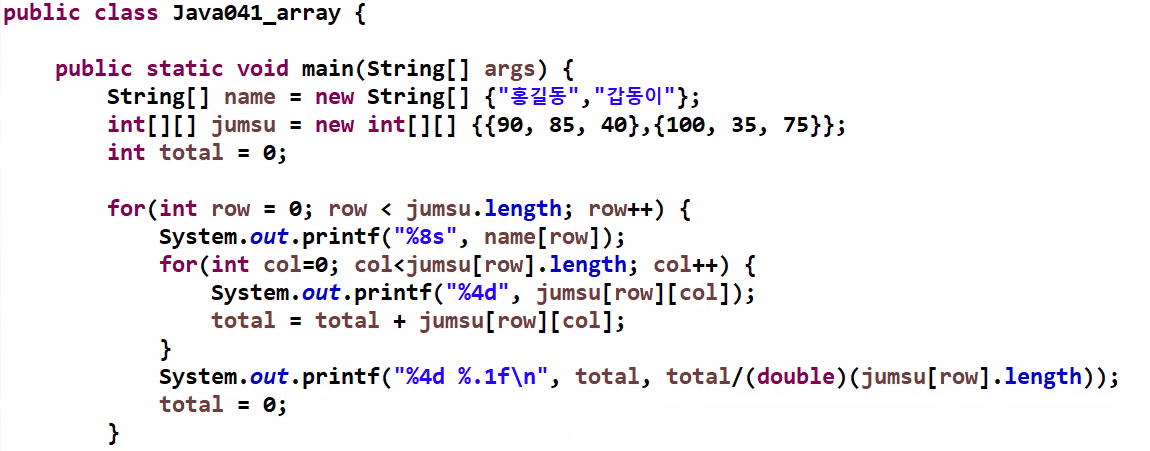 public class Java041_array {
public static void main(String[] args) {
String[] name = new String[] {"홍길동","갑동이"};
int[][] jumsu = new int[][] {{90, 85, 40},{100, 35, 75}};
int total = 0;
for(int row = 0; row < jumsu.length; row++) {
System.out.printf("%8s", name[row]);
for(int col=0; col<jumsu[row].length; col++) {
System.out.printf("%4d", jumsu[row][col]);
total = total + jumsu[row][col];
}
System.out.printf("%4d %.1f\n", total, total/(double)(jumsu[row].length));
total = 0;
}